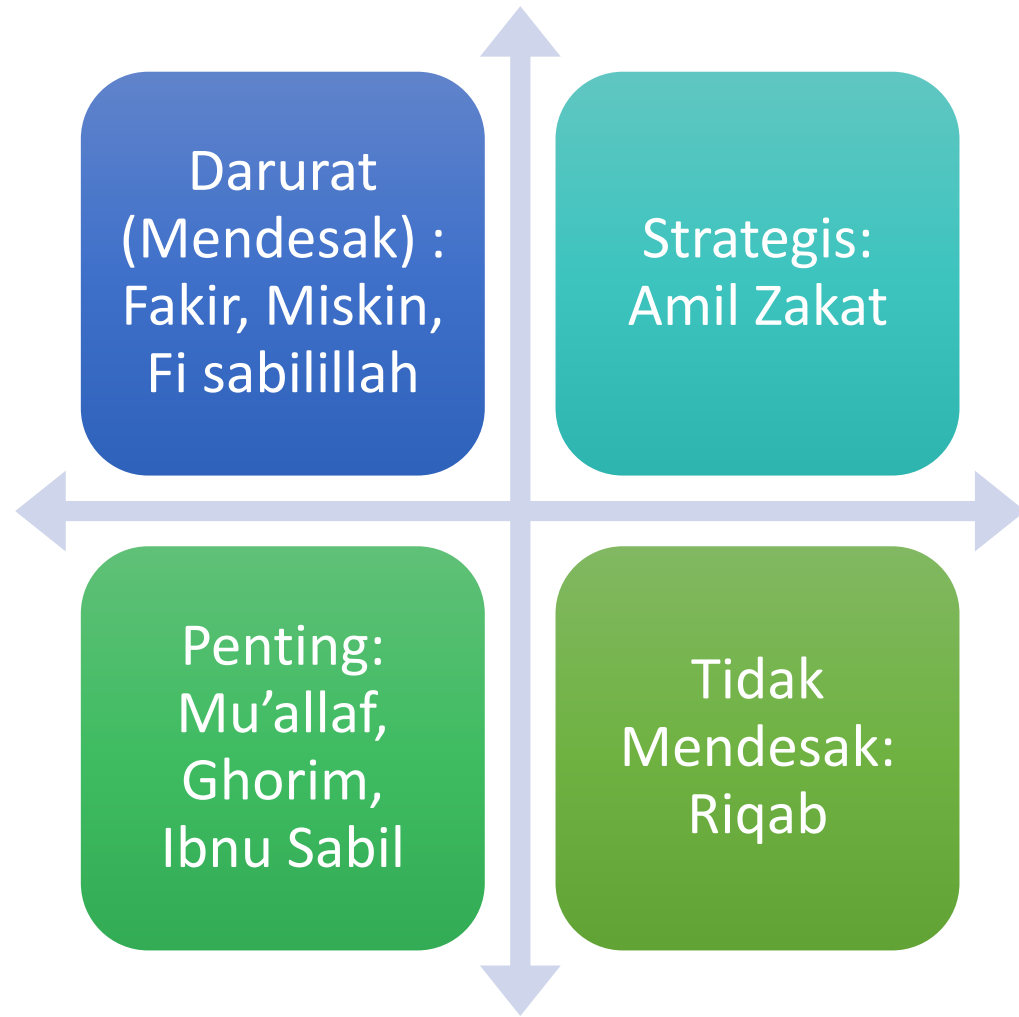 Darurat
(Mendesak) :
Fakir, Miskin,
Fi sabilillah
Strategis:
Amil Zakat
Penting:
Mu’allaf,
Ghorim,
Ibnu Sabil
Tidak
Mendesak:
Riqab